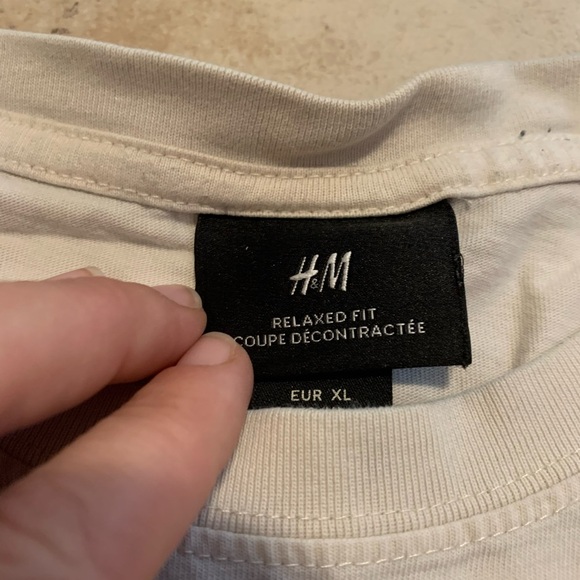 H&M
RELAXED FIT
COUPE DÉCONTRACTÉE
EUR XL